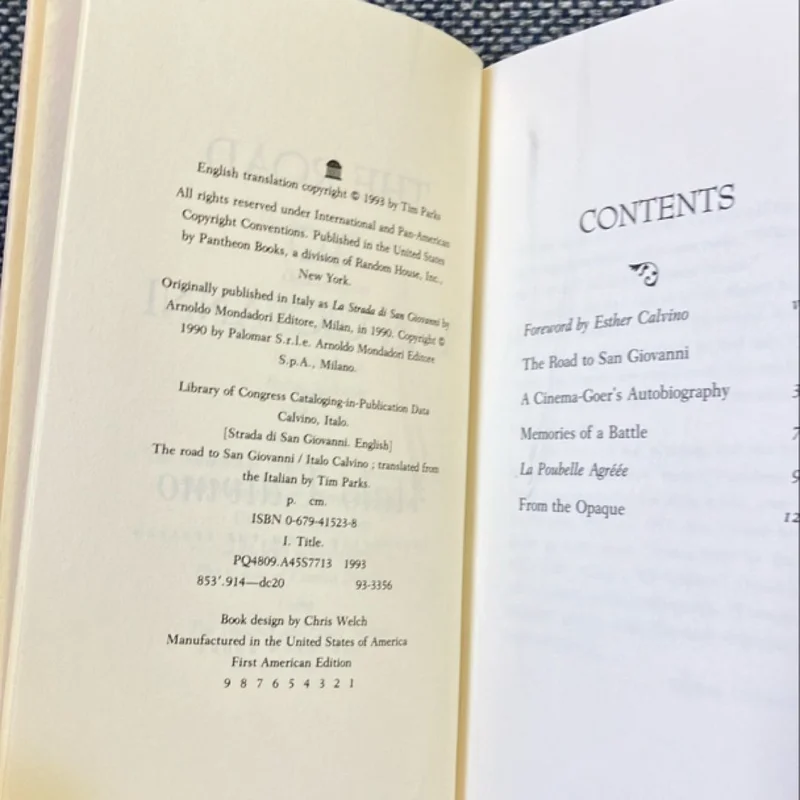 English translation copyright © 1993 by Tim Parks
All rights reserved under International and Pan-American
Copyright Conventions. Published in the United States
by Pantheon Books, a division of Random House, Inc.,
New York.
Originally published in Italy as La Strada di San Giovanni by
Arnoldo Mondadori Editore, Milan, in 1990. Copyright ©
1990 by Palomar S.r.l.e. Arnoldo Mondadori Editore
S.p.A., Milano.
Library of Congress Cataloging-in-Publication Data
Calvino, Italo.
[Strada di San Giovanni. English]
The road to San Giovanni / Italo Calvino ; translated from
the Italian by Tim Parks.
p. cm.
ISBN 0-679-41523-8
I. Title.
PQ4809.A45S7713 1993
853'.914—dc20 93-3356
Book design by Chris Welch
Manufactured in the United States of America
First American Edition
9 8 7 6 5 4 3 2 1
CONTENTS
Foreword by Esther Calvino
The Road to San Giovanni
A Cinema-Goer's Autobiography 3
Memories of a Battle 7
La Poubelle Agréée 9
From the Opaque 12